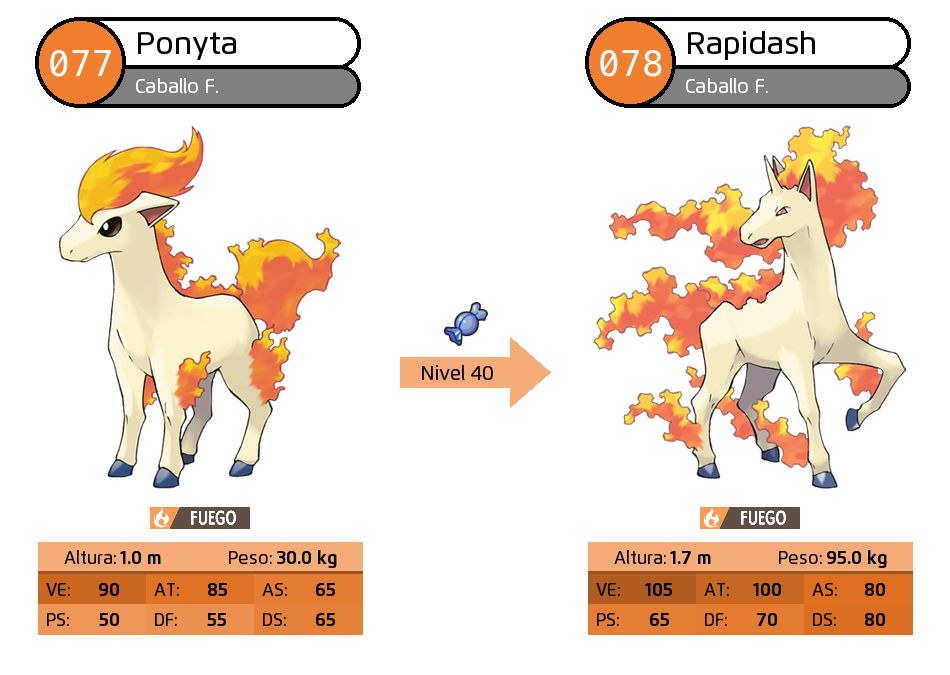 077
Ponyta
Caballo F.
078
Rapidash
Caballo F.
Nivel 40
FUEGO
FUEGO
Altura: 1.0 m Peso: 30.0 kg
VE: 90 AT: 85 AS: 65
PS: 50 DF: 55 DS: 65
Altura: 1.7 m Peso: 95.0 kg
VE: 105 AT: 100 AS: 80
PS: 65 DF: 70 DS: 80